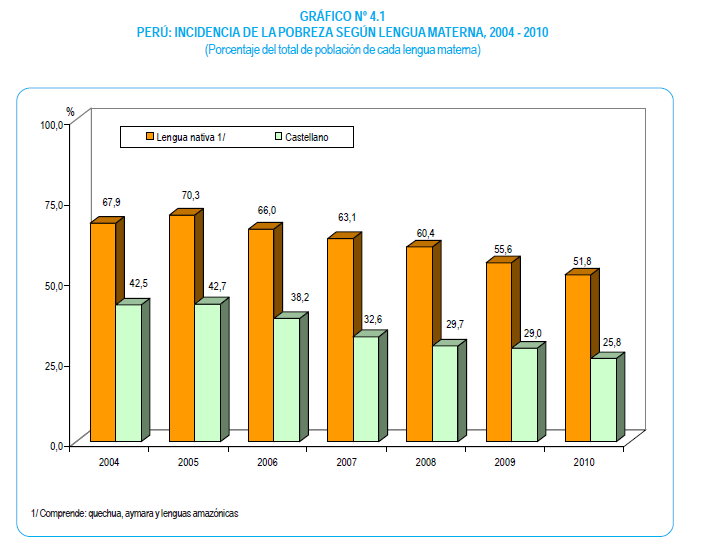 GRÁFICO Nº 4.1
PERÚ: INCIDENCIA DE LA POBREZA SEGÚN LENGUA MATERNA, 2004 - 2010
(Porcentaje del total de población de cada lengua materna)
%
100,0
75,0
50,0
25,0
0,0
Lengua nativa 1/ Castellano
67,9 42,5
70,3 42,7
66,0 38,2
63,1 32,6
60,4 29,7
55,6 29,0
51,8 25,8
2004 2005 2006 2007 2008 2009 2010
1/ Comprende: quechua, aymara y lenguas amazónicas